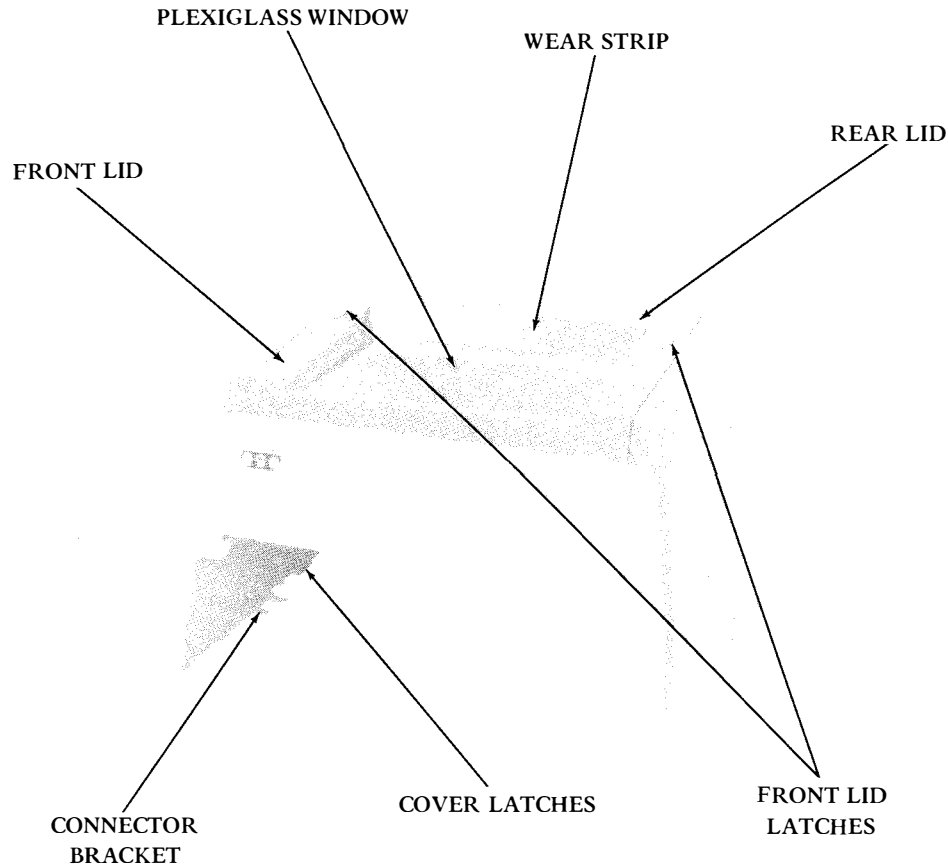 PLEXIGLASS WINDOW
WEAR STRIP
REAR LID
FRONT LID
COVER LATCHES
FRONT LID
LATCHES
CONNECTOR
BRACKET